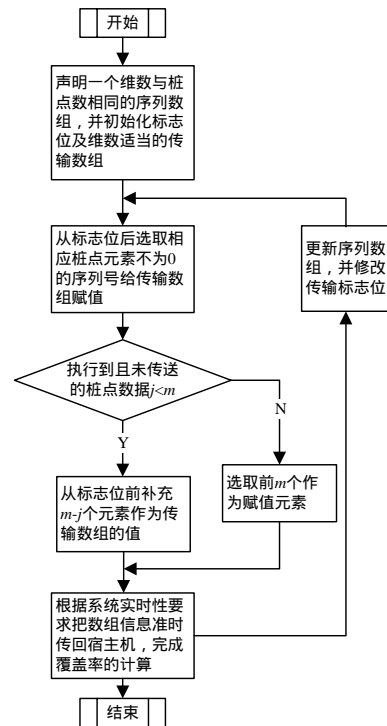 开始
声明一个维数与桩
点数相同的序列数
组，并初始化标志
位及维数适当的传
输数组
从标志位后选取相
应桩点元素不为0
的序列号给传输数
组赋值
更新序列数
组，并修改
传输标志位
执行到且未传送
的桩点数据j<m
N
Y
从标志位前补充
m-j个元素作为传
输数组的值
选取前m个作
为赋值元素
根据系统实时性要
求把数组信息准时
传回宿主机，完成
覆盖率的计算
结束